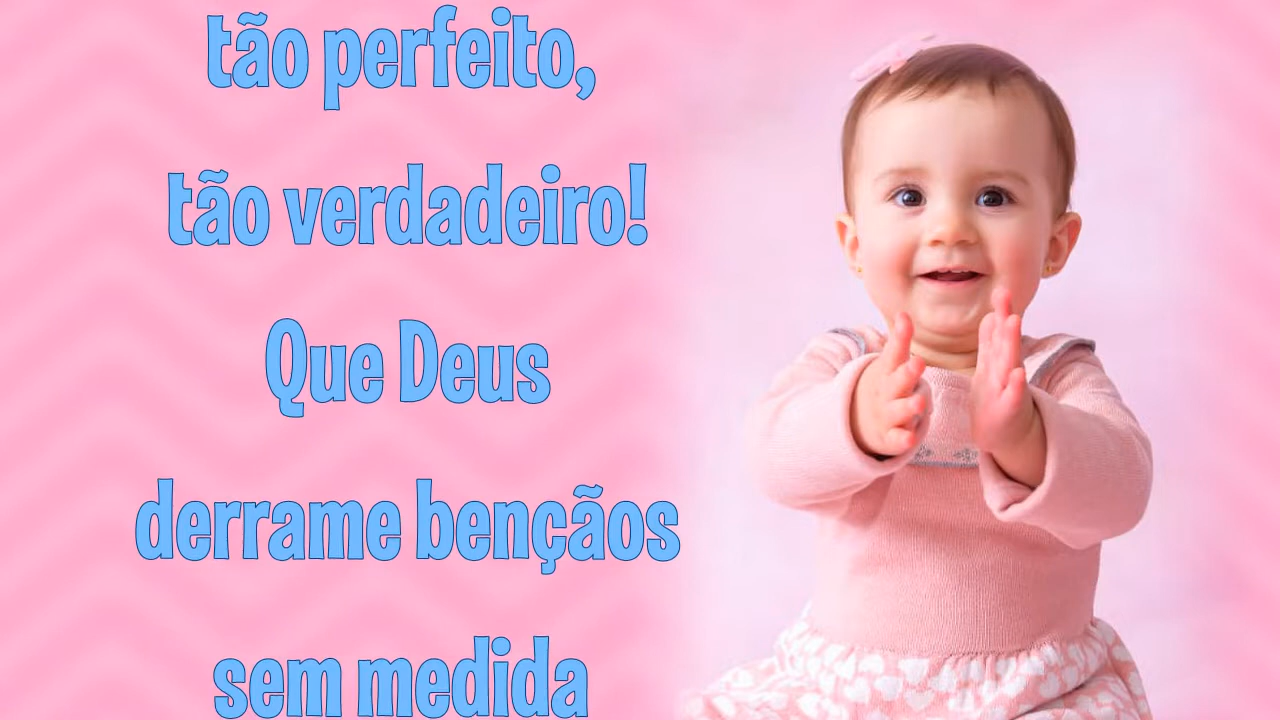 tão perfeito,
tão verdadeiro!
Que Deus
derrame bençãos
sem medida